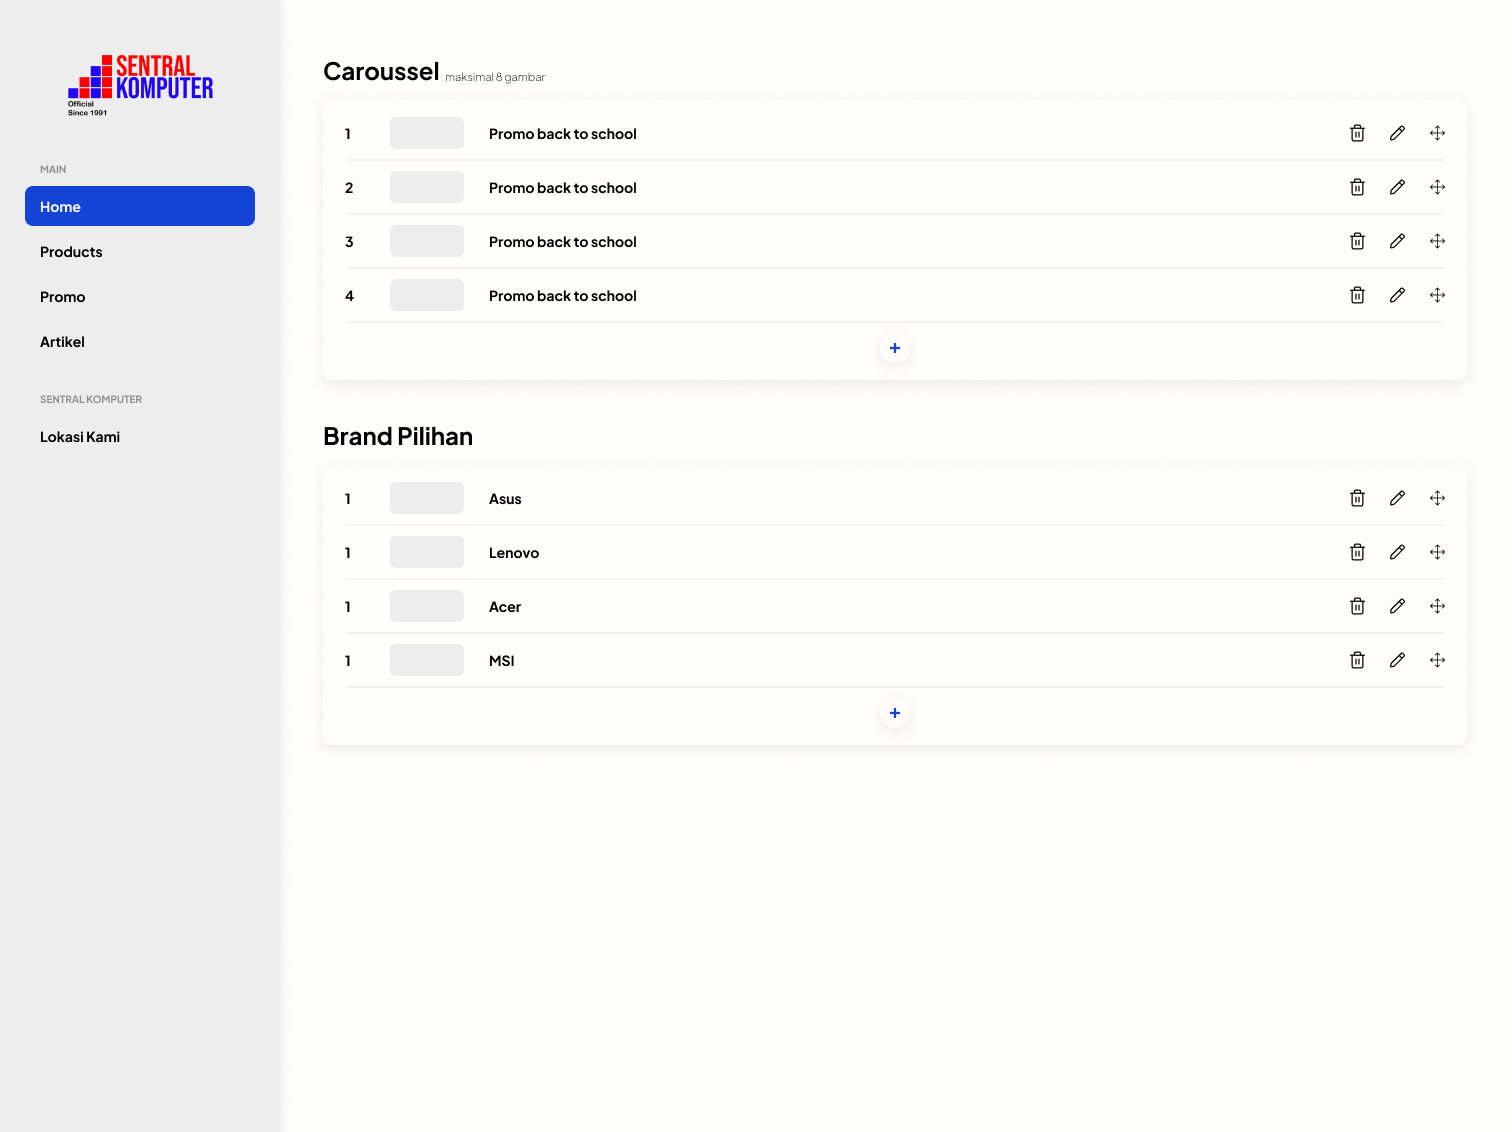 SENTRAL
KOMPUTER
Official
Since 1991
MAIN
Home
Products
Promo
Artikel
SENTRAL KOMPUTER
Lokasi Kami
Caroussel maksimal 8 gambar
1 Promo back to school
2 Promo back to school
3 Promo back to school
4 Promo back to school
+
Brand Pilihan
1 Asus
1 Lenovo
1 Acer
1 MSI
+